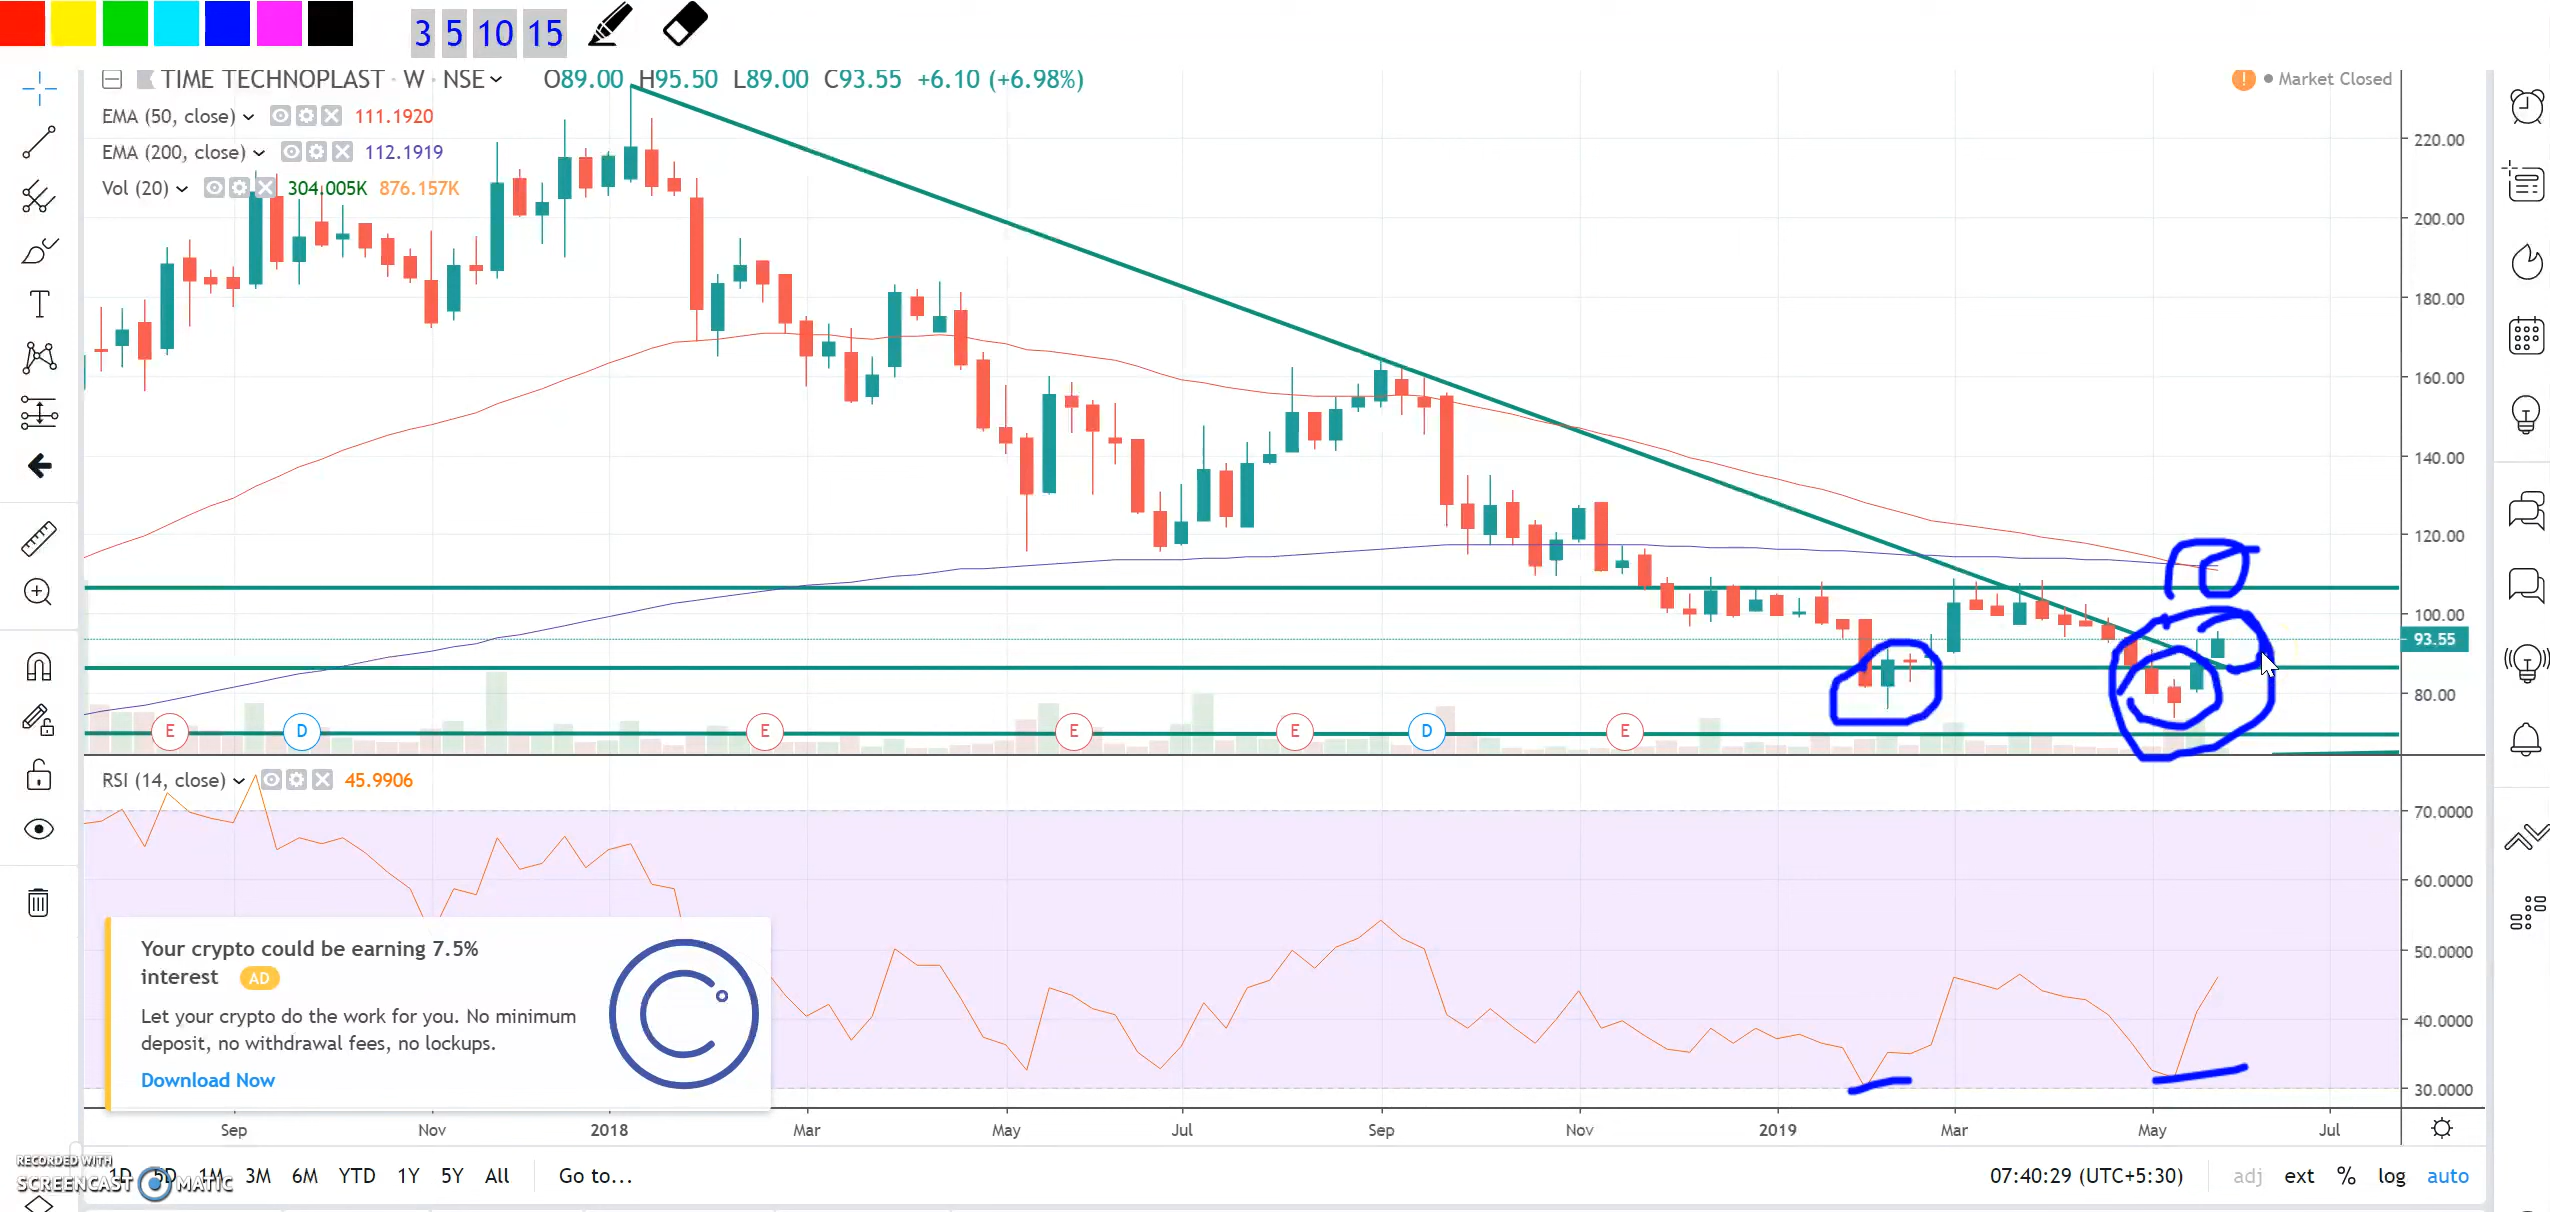 3 5 10 15
TIME TECHNOPLAST · W · NSE O89.00 H95.50 L89.00 C93.55 +6.10 (+6.98%)
Market Closed
EMA (50, close) 111.1920
EMA (200, close) 112.1919
Vol (20) 304.005K 876.157K
220.00
200.00
180.00
160.00
140.00
120.00
100.00
93.55
80.00
E D E E E D E
RSI (14, close) 45.9906
70.0000
60.0000
50.0000
40.0000
30.0000
Your crypto could be earning 7.5%
interest AD
Let your crypto do the work for you. No minimum
deposit, no withdrawal fees, no lockups.
Download Now
Sep Nov 2018 Mar May Jul Sep Nov 2019 Mar May Jul
RECORDED WITH
SCREENCAST MATIC
1D 5D 1M 3M 6M YTD 1Y 5Y All Go to... 07:40:29 (UTC+5:30) adj ext % log auto